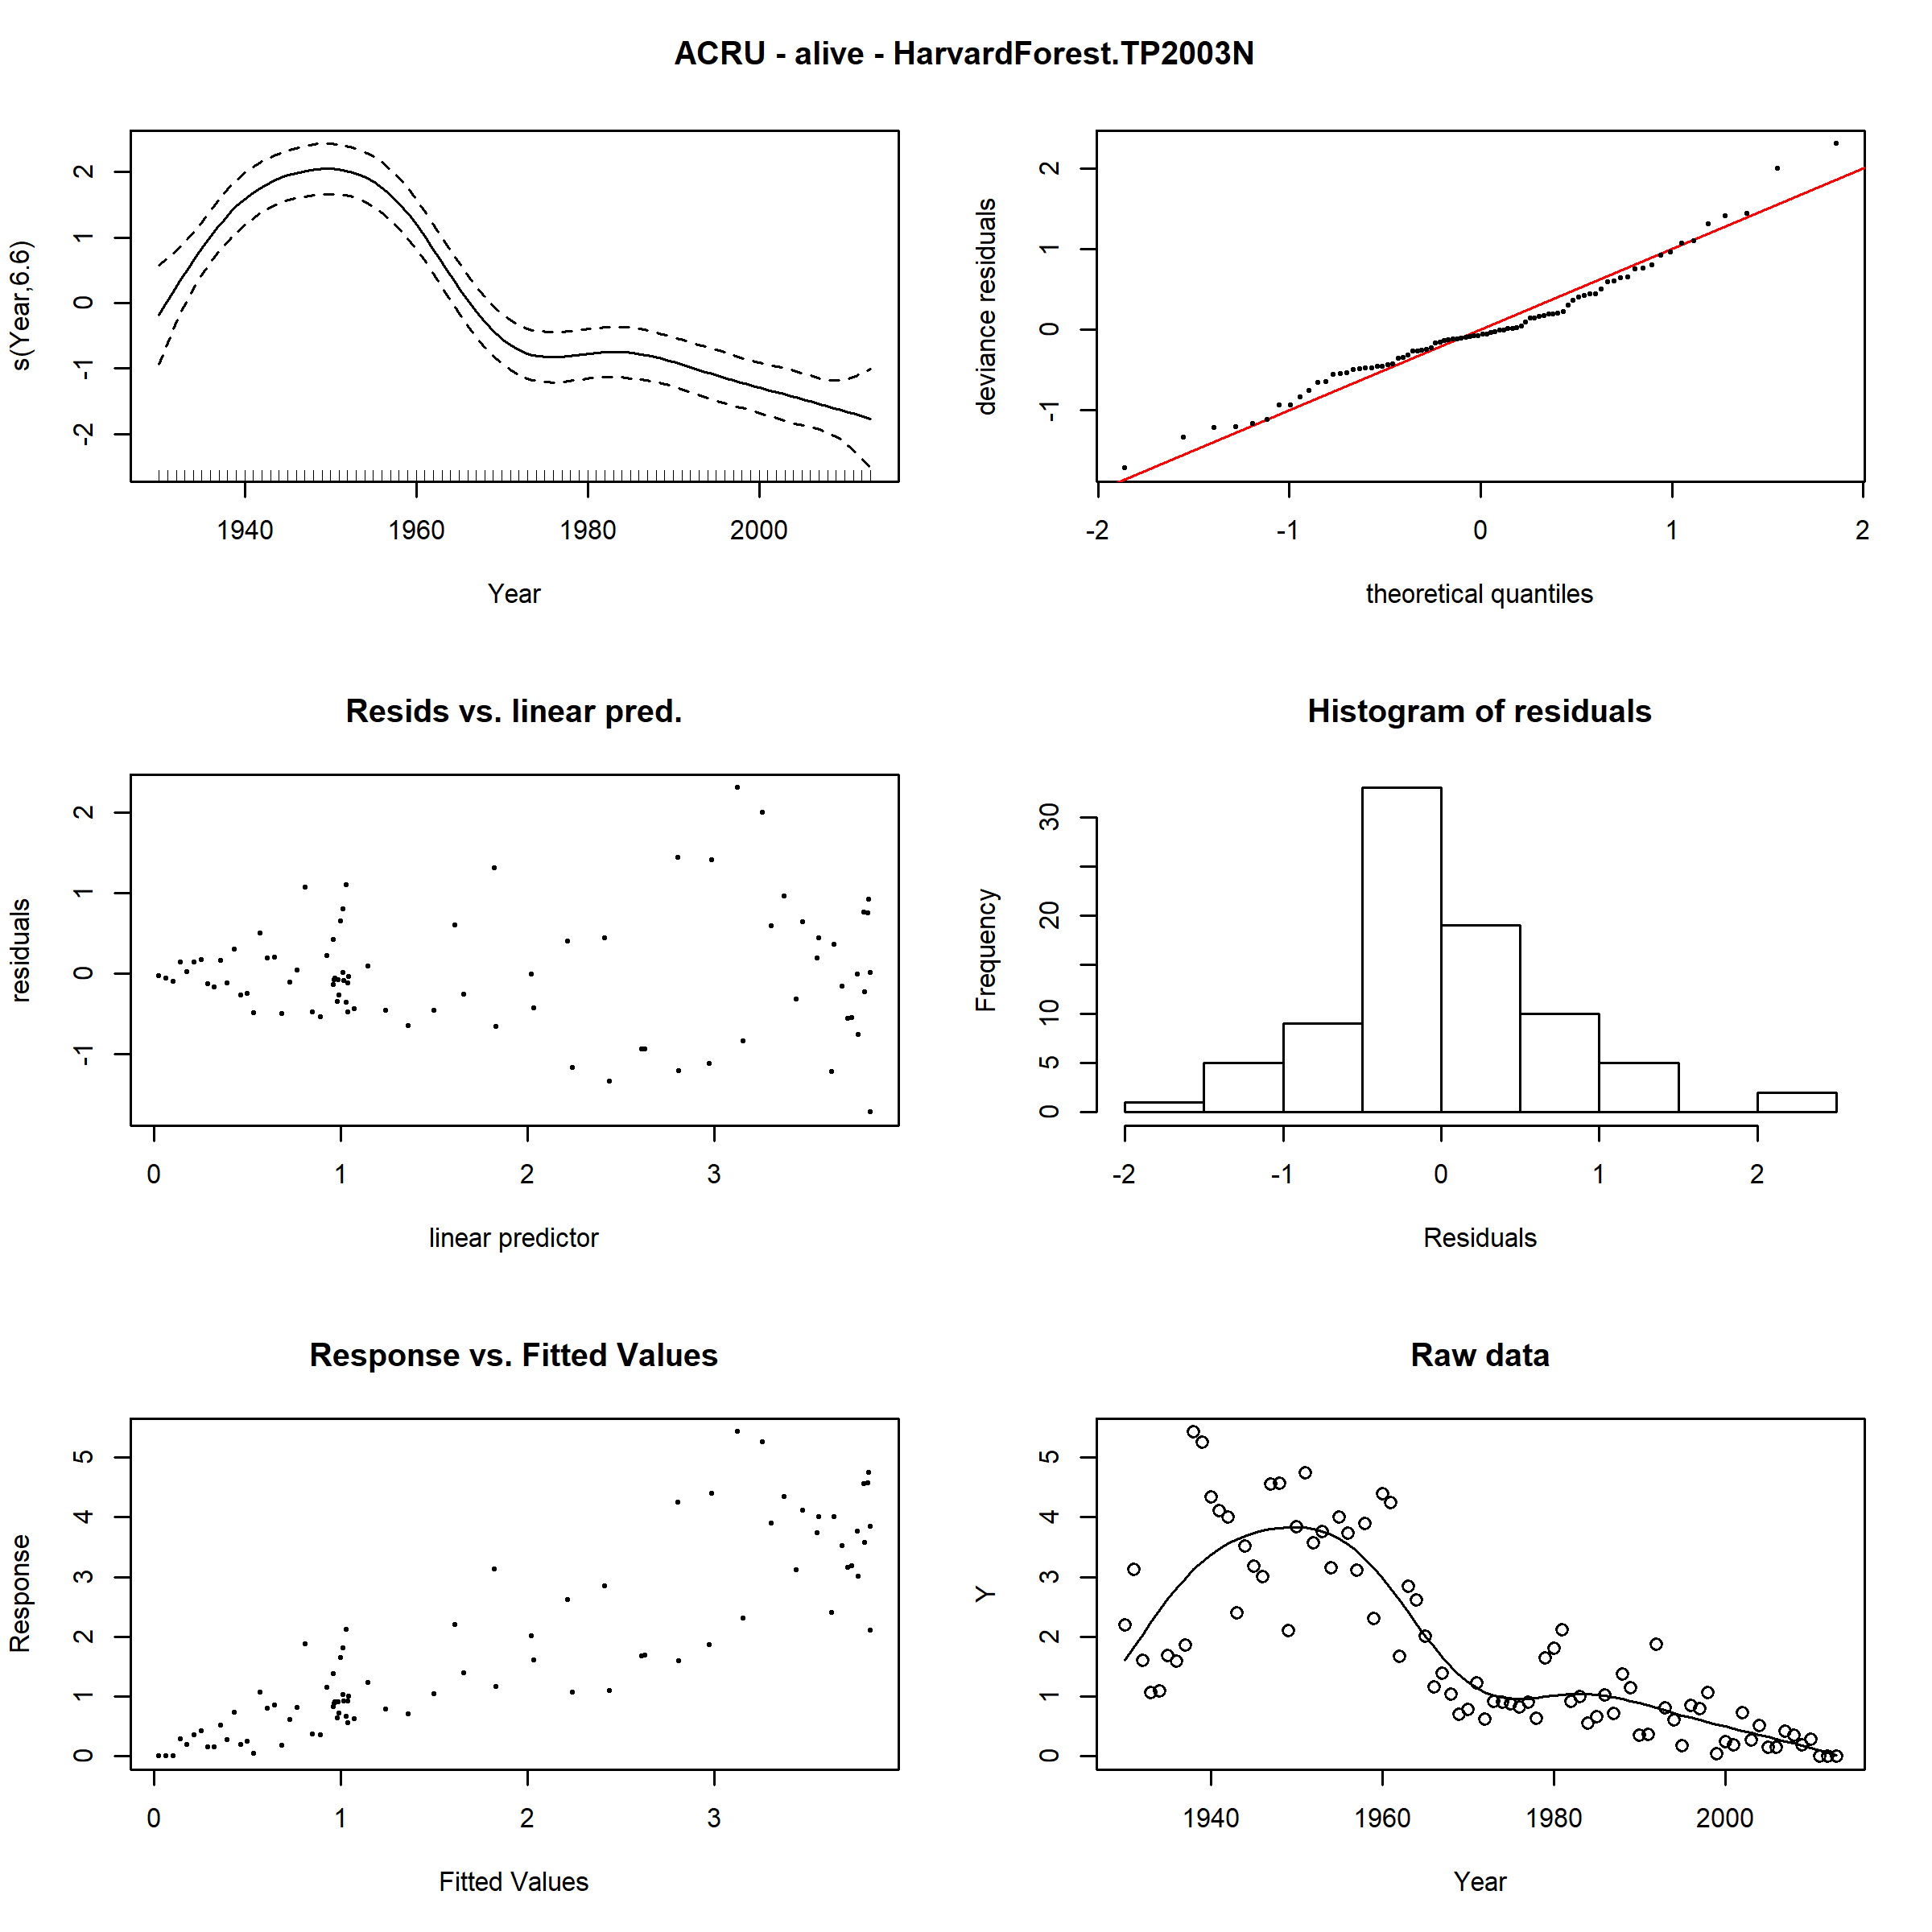 ACRU - alive - HarvardForest.TP2003N
s(Year,6.6)
2
1
0
-1
-2
1940 1960 1980 2000
Year
deviance residuals
2
1
0
-1
-2 -1 0 1 2
theoretical quantiles
Resids vs. linear pred.
residuals
2
1
0
-1
0 1 2 3
linear predictor
Histogram of residuals
Frequency
30
20
10
5
0
-2 -1 0 1 2
Residuals
Response vs. Fitted Values
Response
5
4
3
2
1
0
0 1 2 3
Fitted Values
Raw data
Y
5
4
3
2
1
0
1940 1960 1980 2000
Year